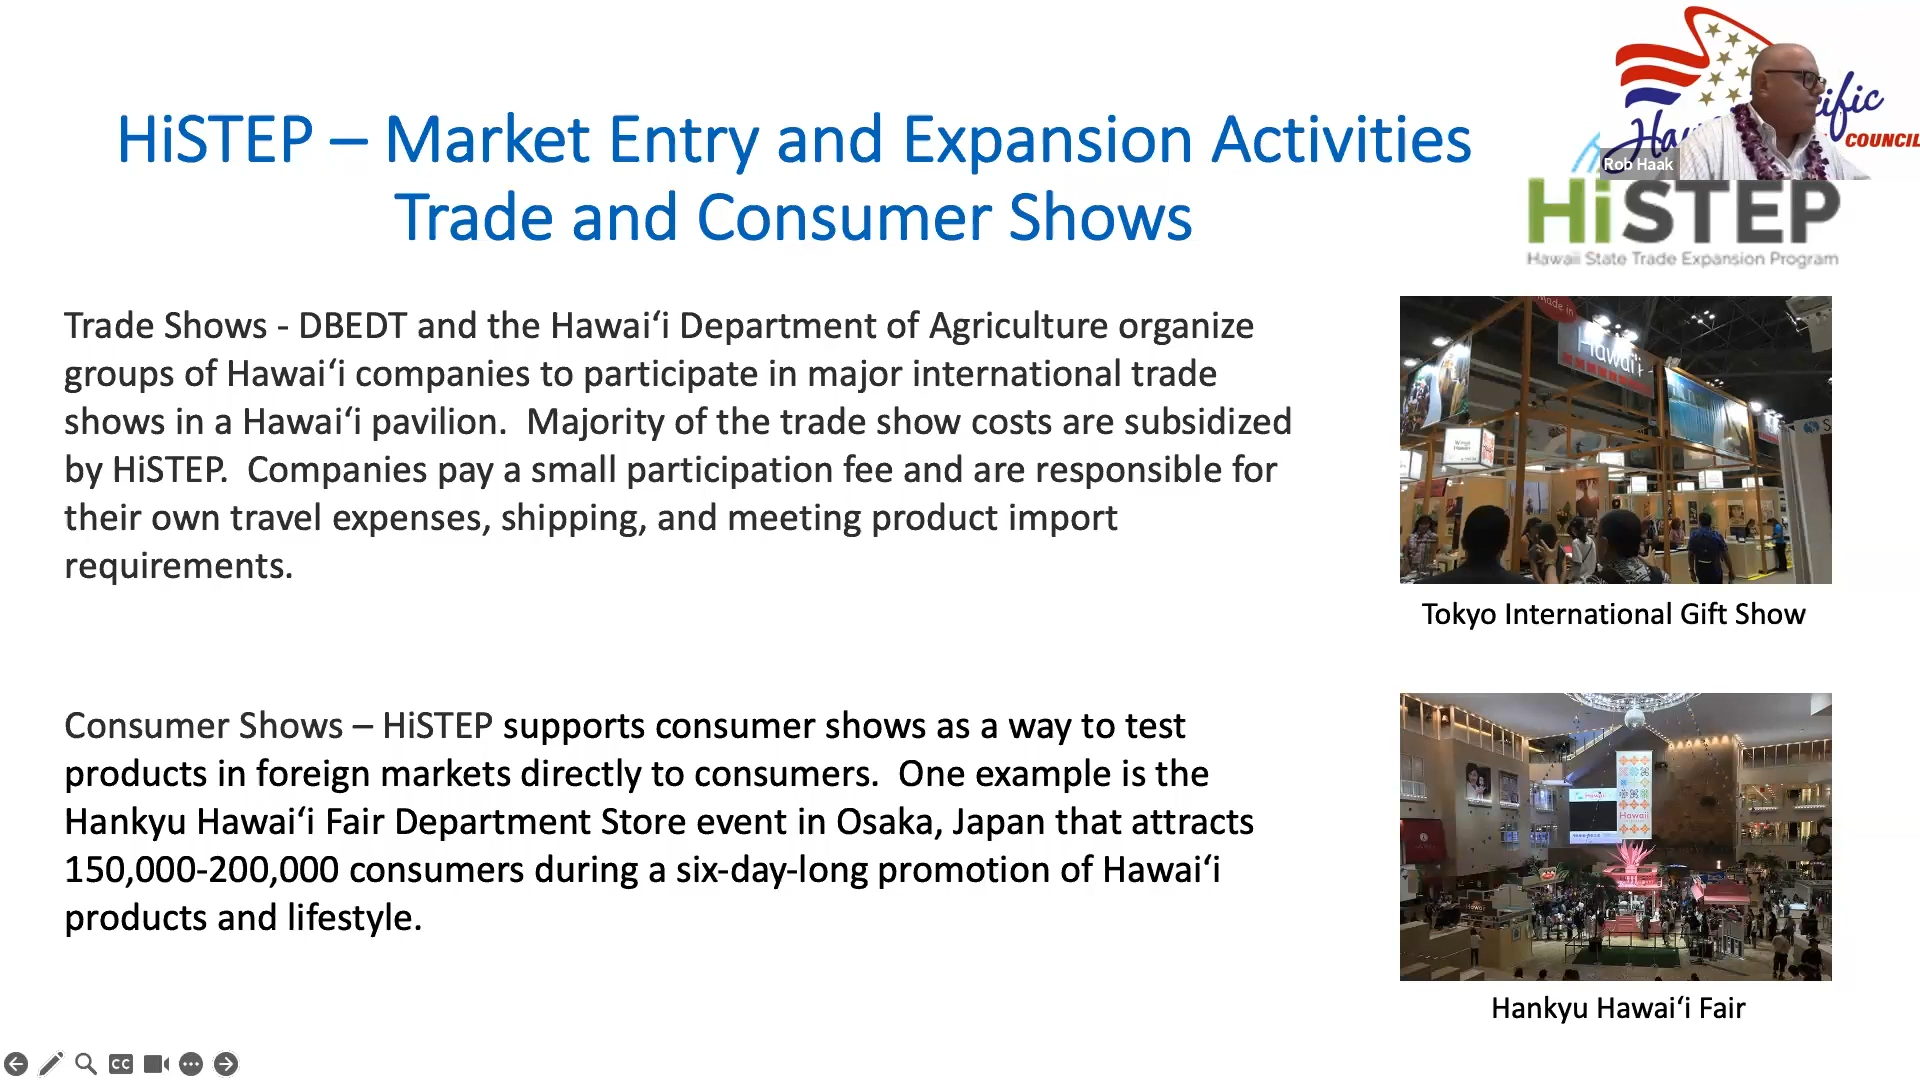 HiSTEP – Market Entry and Expansion Activities
Trade and Consumer Shows
COUNCIL
Rob Haak
HiSTEP
Hawaii State Trade Expansion Program
Trade Shows - DBEDT and the Hawaiʻi Department of Agriculture organize
groups of Hawaiʻi companies to participate in major international trade
shows in a Hawaiʻi pavilion.  Majority of the trade show costs are subsidized
by HiSTEP.  Companies pay a small participation fee and are responsible for
their own travel expenses, shipping, and meeting product import
requirements.
Made in
Hawai'i
Tokyo International Gift Show
Consumer Shows – HiSTEP supports consumer shows as a way to test
products in foreign markets directly to consumers.  One example is the
Hankyu Hawaiʻi Fair Department Store event in Osaka, Japan that attracts
150,000-200,000 consumers during a six-day-long promotion of Hawaiʻi
products and lifestyle.
Hawaii
Hankyu Hawaiʻi Fair
CC